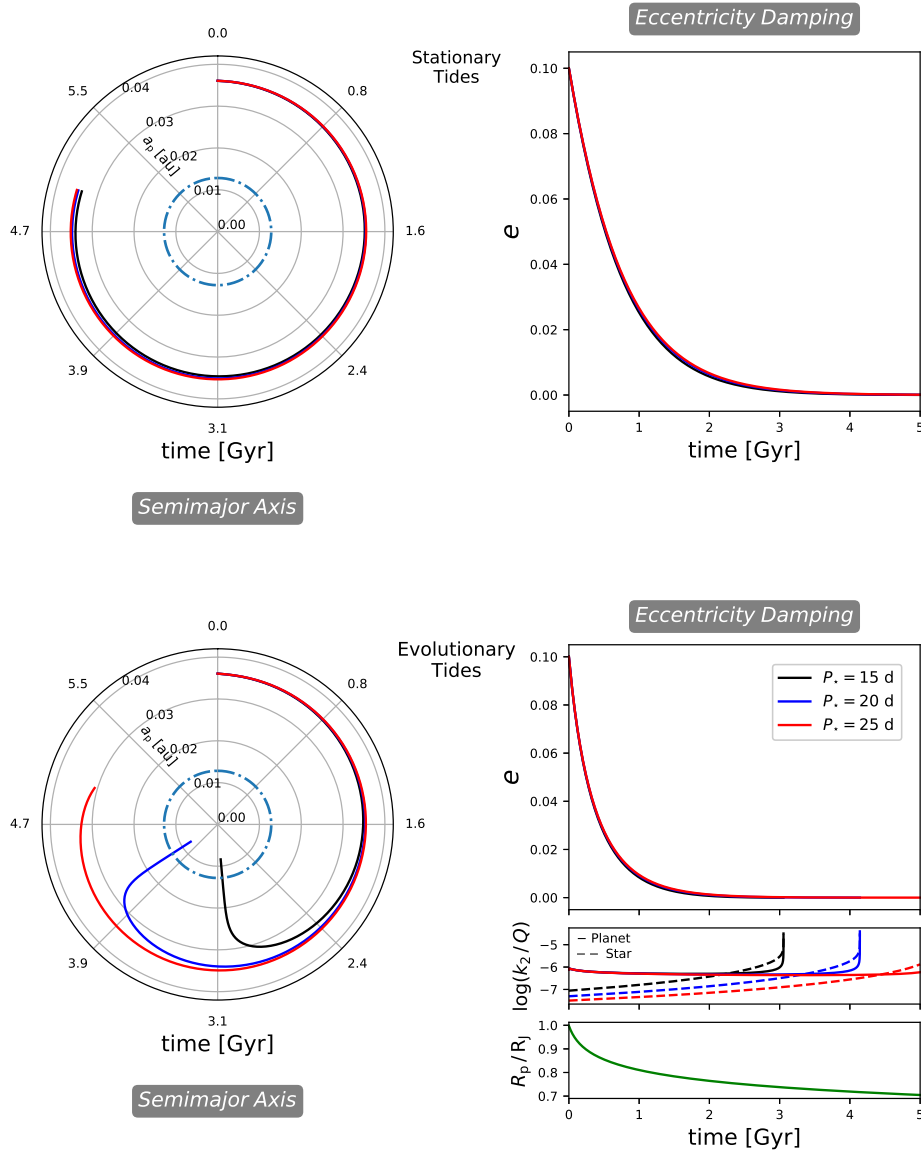 Eccentricity Damping
Stationary
Tides
0.0
0.8
1.6
2.4
3.1
3.9
4.7
5.5
0.00
0.01
0.02
0.03
0.04
a_p [au]
time [Gyr]
Semimajor Axis
0.10
0.08
0.06
0.04
0.02
0.00
e
0 1 2 3 4 5
time [Gyr]
Evolutionary
Tides
0.0
0.8
1.6
2.4
3.1
3.9
4.7
5.5
0.00
0.01
0.02
0.03
0.04
a_p [au]
time [Gyr]
Semimajor Axis
Eccentricity Damping
0.10
0.08
0.06
0.04
0.02
0.00
e
P⋆ = 15 d
P⋆ = 20 d
P⋆ = 25 d
−5
−6
−7
log(k₂ / Q)
Planet
Star
1.0
0.9
0.8
0.7
R_p / R_J
0 1 2 3 4 5
time [Gyr]